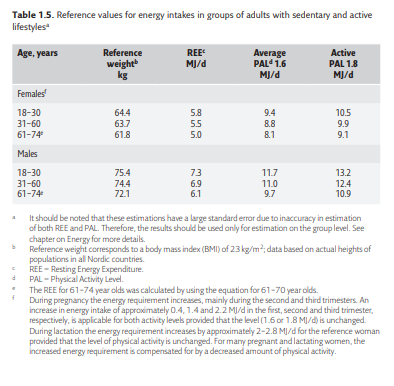 Table 1.5. Reference values for energy intakes in groups of adults with sedentary and active
lifestylesᵃ
Age, years Reference REEᶜ Average Active
weightᵇ MJ/d PALᵈ 1.6 PAL 1.8
kg MJ/d MJ/d
Femalesᶠ
18–30 64.4 5.8 9.4 10.5
31–60 63.7 5.5 8.8 9.9
61–74ᵉ 61.8 5.0 8.1 9.1
Males
18–30 75.4 7.3 11.7 13.2
31–60 74.4 6.9 11.0 12.4
61–74ᵉ 72.1 6.1 9.7 10.9
a It should be noted that these estimations have a large standard error due to inaccuracy in estimation
of both REE and PAL. Therefore, the results should be used only for estimation on the group level. See
chapter on Energy for more details.
b Reference weight corresponds to a body mass index (BMI) of 23 kg/m²; data based on actual heights of
populations in all Nordic countries.
c REE = Resting Energy Expenditure.
d PAL = Physical Activity Level.
e The REE for 61–74 year olds was calculated by using the equation for 61–70 year olds.
f During pregnancy the energy requirement increases, mainly during the second and third trimesters. An
increase in energy intake of approximately 0.4, 1.4 and 2.2 MJ/d in the first, second and third trimester,
respectively, is applicable for both activity levels provided that the level (1.6 or 1.8 MJ/d) is unchanged.
During lactation the energy requirement increases by approximately 2–2.8 MJ/d for the reference woman
provided that the level of physical activity is unchanged. For many pregnant and lactating women, the
increased energy requirement is compensated for by a decreased amount of physical activity.